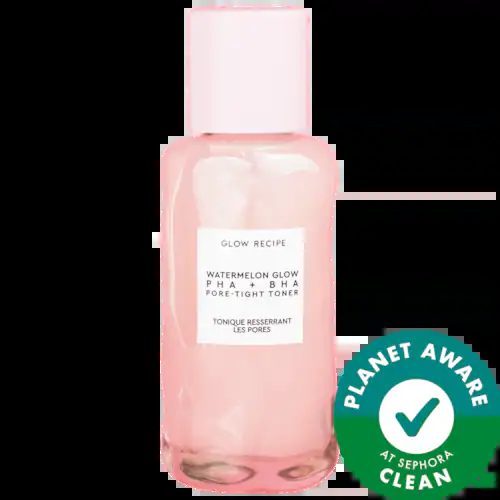 GLOW RECIPE
WATERMELON GLOW
PHA + BHA
PORE-TIGHT TONER
TONIQUE RESSERRANT
LES PORES
PLANET AWARE
AT SEPHORA
CLEAN